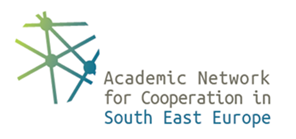 Academic Network
for Cooperation in
South East Europe